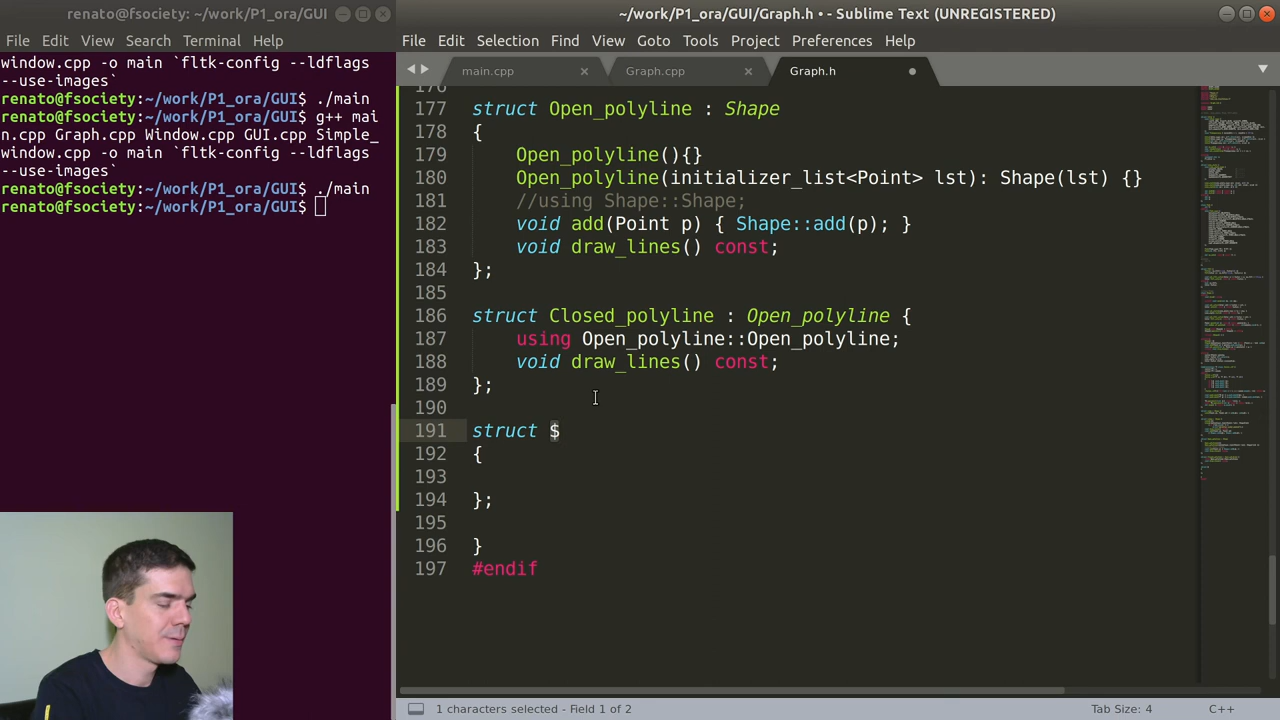 renato@fsociety: ~/work/P1_ora/GUI
File Edit View Search Terminal Help
window.cpp -o main `fltk-config --ldflags
--use-images`
renato@fsociety:~/work/P1_ora/GUI$ ./main
renato@fsociety:~/work/P1_ora/GUI$ g++ mai
n.cpp Graph.cpp Window.cpp GUI.cpp Simple_
window.cpp -o main `fltk-config --ldflags
--use-images`
renato@fsociety:~/work/P1_ora/GUI$ ./main
renato@fsociety:~/work/P1_ora/GUI$
~/work/P1_ora/GUI/Graph.h • - Sublime Text (UNREGISTERED)
File Edit Selection Find View Goto Tools Project Preferences Help
main.cpp Graph.cpp Graph.h
176
177 struct Open_polyline : Shape
178 {
179 Open_polyline(){}
180 Open_polyline(initializer_list<Point> lst): Shape(lst) {}
181 //using Shape::Shape;
182 void add(Point p) { Shape::add(p); }
183 void draw_lines() const;
184 };
185
186 struct Closed_polyline : Open_polyline {
187 using Open_polyline::Open_polyline;
188 void draw_lines() const;
189 };
190
191 struct $
192 {
193
194 };
195
196 }
197 #endif
1 characters selected - Field 1 of 2 Tab Size: 4 C++